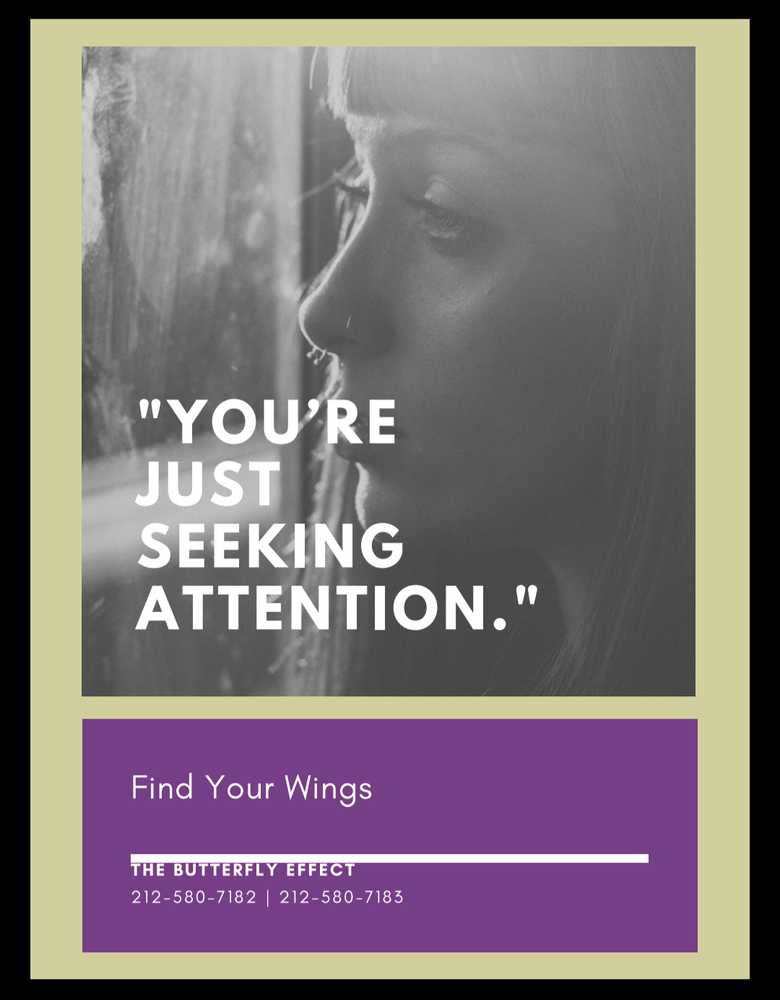 "YOU’RE
JUST
SEEKING
ATTENTION."
Find Your Wings
THE BUTTERFLY EFFECT
212-580-7182 | 212-580-7183